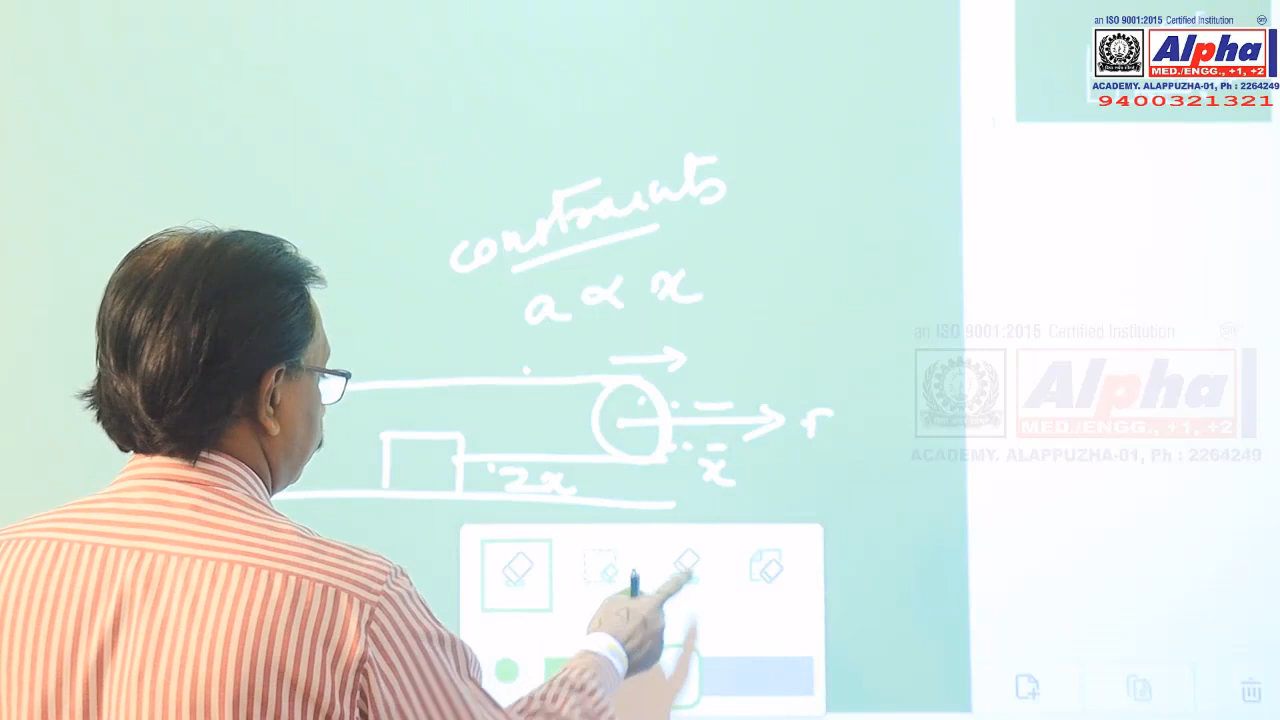 an ISO 9001:2015 Certified Institution
Alpha
MED./ENGG., +1, +2
ACADEMY. ALAPPUZHA-01, Ph : 2264249
9400321321
constraints
a ∝ x
F
x
2x
an ISO 9001:2015 Certified Institution
Alpha
MED./ENGG., +1, +2
ACADEMY. ALAPPUZHA-01, Ph : 2264249